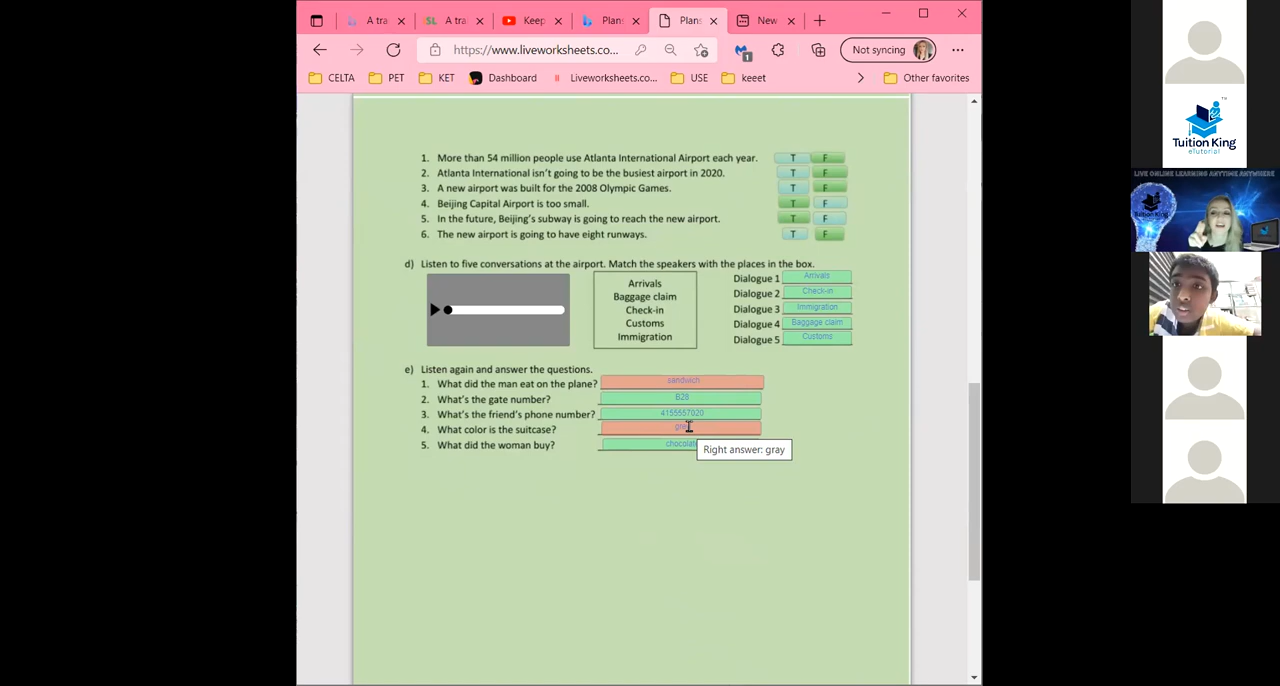 A tra
A tra
Keep
Plans
Plans
New
https://www.liveworksheets.co...
1
Not syncing
CELTA
PET
KET
Dashboard
Liveworksheets.co...
USE
keeet
Other favorites
1. More than 54 million people use Atlanta International Airport each year. T F
2. Atlanta International isn't going to be the busiest airport in 2020. T F
3. A new airport was built for the 2008 Olympic Games. T F
4. Beijing Capital Airport is too small. T F
5. In the future, Beijing's subway is going to reach the new airport. T F
6. The new airport is going to have eight runways. T F
d) Listen to five conversations at the airport. Match the speakers with the places in the box.
Arrivals
Baggage claim
Check-in
Customs
Immigration
Dialogue 1 Arrivals
Dialogue 2 Check-in
Dialogue 3 Immigration
Dialogue 4 Baggage claim
Dialogue 5 Customs
e) Listen again and answer the questions.
1. What did the man eat on the plane? sandwich
2. What's the gate number? B28
3. What's the friend's phone number? 4155557020
4. What color is the suitcase?
5. What did the woman buy? chocolate
Right answer: gray
TM
Tuition King
eTutorial
LIVE ONLINE LEARNING ANYTIME ANYWHERE
Tuition King